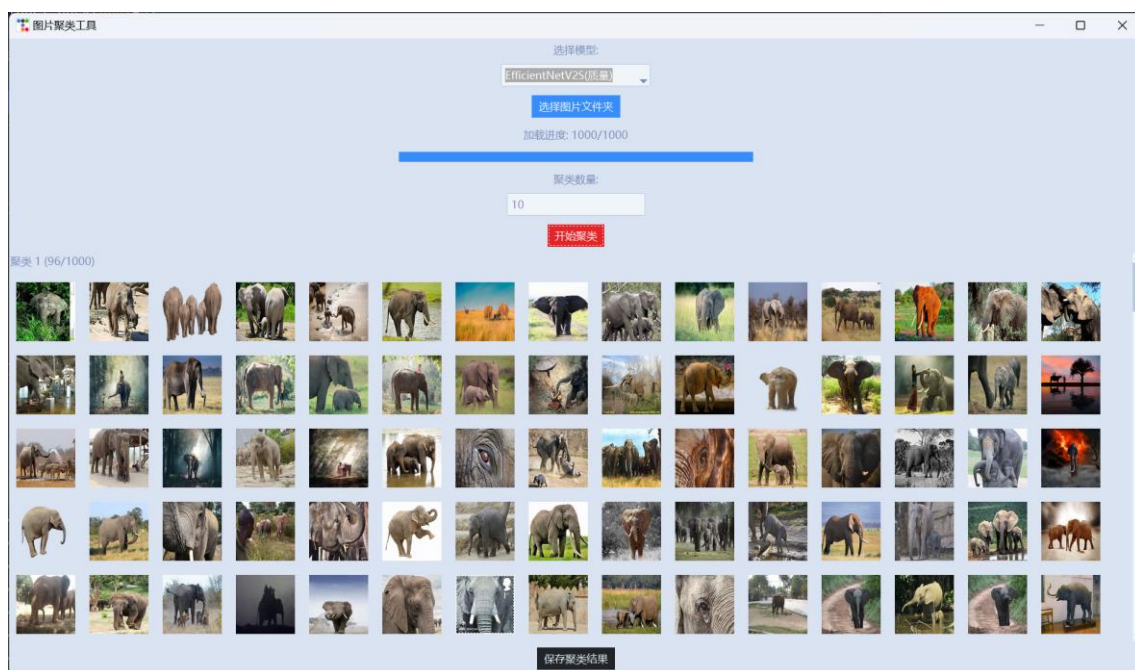 图片聚类工具
选择模型:
EfficientNetV2S(质量)
选择图片文件夹
加载进度: 1000/1000
聚类数量:
10
开始聚类
聚类 1 (96/1000)
保存聚类结果